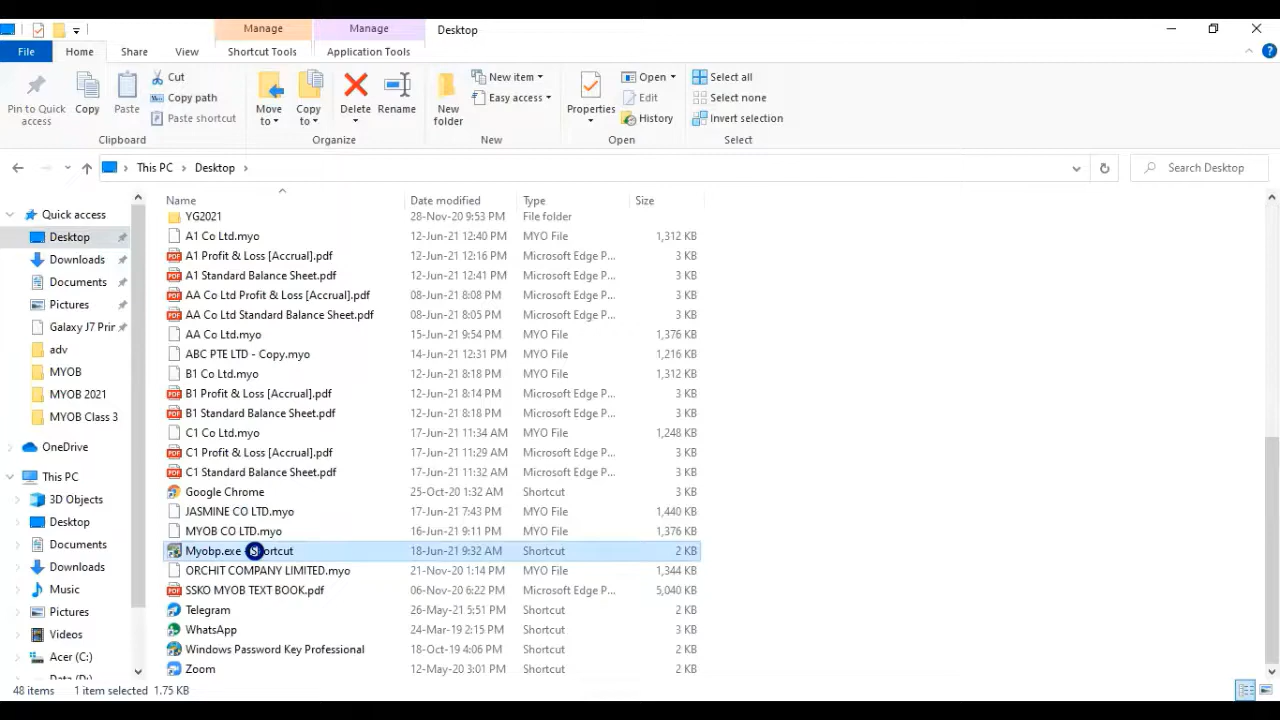 Manage Manage Desktop
File Home Share View Shortcut Tools Application Tools
Pin to Quick access
Copy
Paste
Cut
Copy path
Paste shortcut
Clipboard
Move to
Copy to
Delete
Rename
Organize
New folder
New item
Easy access
New
Properties
Open
Edit
History
Open
Select all
Select none
Invert selection
Select
This PC Desktop
Search Desktop
Quick access
Desktop
Downloads
Documents
Pictures
Galaxy J7 Prir
adv
MYOB
MYOB 2021
MYOB Class 3
OneDrive
This PC
3D Objects
Desktop
Documents
Downloads
Music
Pictures
Videos
Acer (C:)
Data (D:)
Name Date modified Type Size
YG2021 28-Nov-20 9:53 PM File folder
A1 Co Ltd.myo 12-Jun-21 12:40 PM MYO File 1,312 KB
A1 Profit & Loss [Accrual].pdf 12-Jun-21 12:16 PM Microsoft Edge P... 3 KB
A1 Standard Balance Sheet.pdf 12-Jun-21 12:41 PM Microsoft Edge P... 3 KB
AA Co Ltd Profit & Loss [Accrual].pdf 08-Jun-21 8:08 PM Microsoft Edge P... 3 KB
AA Co Ltd Standard Balance Sheet.pdf 08-Jun-21 8:05 PM Microsoft Edge P... 3 KB
AA Co Ltd.myo 15-Jun-21 9:54 PM MYO File 1,376 KB
ABC PTE LTD - Copy.myo 14-Jun-21 12:31 PM MYO File 1,216 KB
B1 Co Ltd.myo 12-Jun-21 8:18 PM MYO File 1,312 KB
B1 Profit & Loss [Accrual].pdf 12-Jun-21 8:14 PM Microsoft Edge P... 3 KB
B1 Standard Balance Sheet.pdf 12-Jun-21 8:18 PM Microsoft Edge P... 3 KB
C1 Co Ltd.myo 17-Jun-21 11:34 AM MYO File 1,248 KB
C1 Profit & Loss [Accrual].pdf 17-Jun-21 11:29 AM Microsoft Edge P... 3 KB
C1 Standard Balance Sheet.pdf 17-Jun-21 11:32 AM Microsoft Edge P... 3 KB
Google Chrome 25-Oct-20 1:32 AM Shortcut 3 KB
JASMINE CO LTD.myo 17-Jun-21 7:43 PM MYO File 1,440 KB
MYOB CO LTD.myo 16-Jun-21 9:11 PM MYO File 1,376 KB
Myobp.exe - Shortcut 18-Jun-21 9:32 AM Shortcut 2 KB
ORCHIT COMPANY LIMITED.myo 21-Nov-20 1:14 PM MYO File 1,344 KB
SSKO MYOB TEXT BOOK.pdf 06-Nov-20 6:22 PM Microsoft Edge P... 5,040 KB
Telegram 26-May-21 5:51 PM Shortcut 2 KB
WhatsApp 24-Mar-19 2:15 PM Shortcut 3 KB
Windows Password Key Professional 18-Oct-19 4:06 PM Shortcut 2 KB
Zoom 12-May-20 3:01 PM Shortcut 2 KB
48 items 1 item selected 1.75 KB